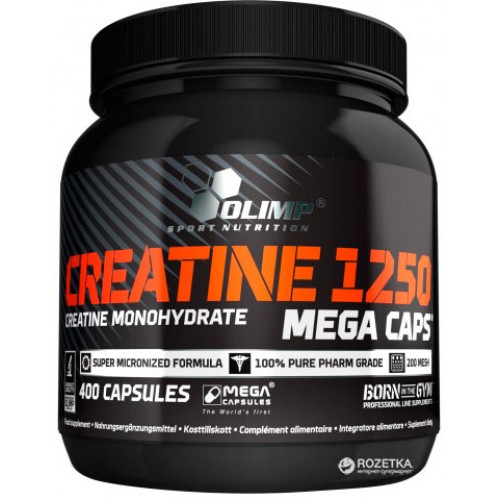 OLIMP®
SPORT NUTRITION
CREATINE 1250
CREATINE MONOHYDRATE MEGA CAPS
SUPER MICRONIZED FORMULA 100% PURE PHARM GRADE 200 MESH
400 CAPSULES MEGA® CAPSULES The World's first BORN IN THE GYM
PROFESSIONAL LINE SUPPLEMENTS
Food supplement • Nahrungsergänzungsmittel • Kosttillskott • Complément alimentaire • Integratore alimentare •
ROZETKA